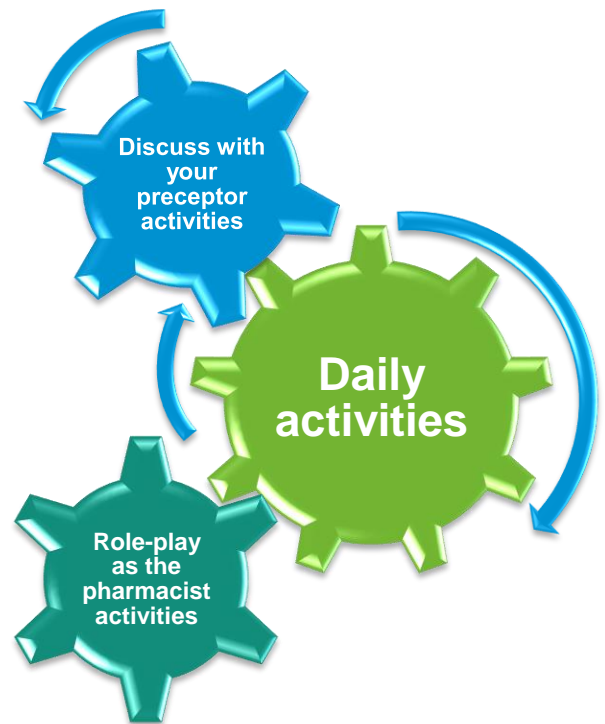 Discuss with
your
preceptor
activities
Daily
activities
Role-play
as the
pharmacist
activities